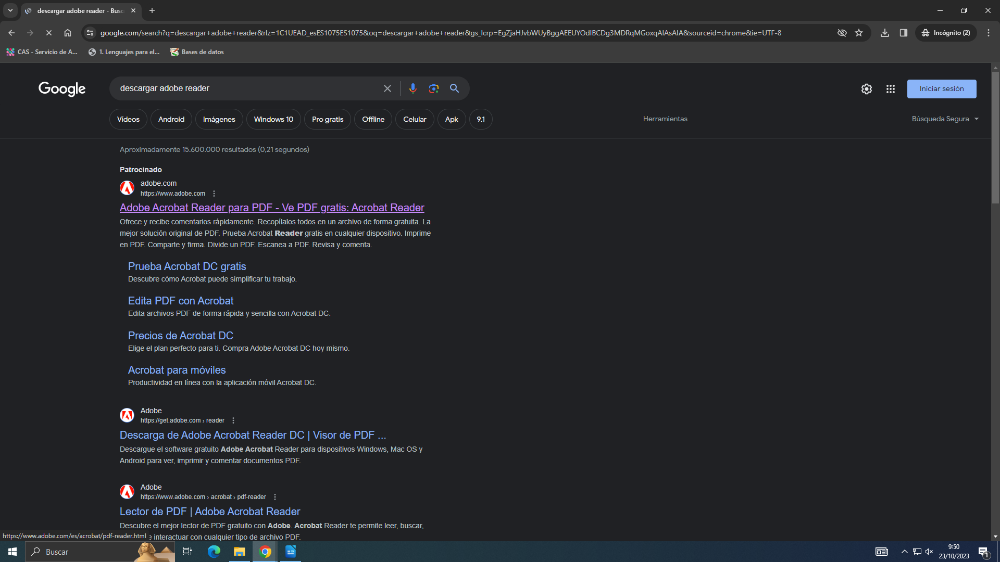 descargar adobe reader - Busc
google.com/search?q=descargar+adobe+reader&rlz=1C1UEAD_esES1075ES1075&oq=descargar+adobe+reader&gs_lcrp=EgZjaHJvbWUyBggAEEUYOdIBCDg3MDRqMGoxqAIAsAIA&sourceid=chrome&ie=UTF-8
Incógnito (2)
CAS - Servicio de A...
1. Lenguajes para el...
Bases de datos
Google
descargar adobe reader
Iniciar sesión
Vídeos
Android
Imágenes
Windows 10
Pro gratis
Offline
Celular
Apk
9.1
Herramientas
Búsqueda Segura
Aproximadamente 15.600.000 resultados (0,21 segundos)
Patrocinado
adobe.com
https://www.adobe.com
Adobe Acrobat Reader para PDF - Ve PDF gratis: Acrobat Reader
Ofrece y recibe comentarios rápidamente. Recopílalos todos en un archivo de forma gratuita. La
mejor solución original de PDF. Prueba Acrobat Reader gratis en cualquier dispositivo. Imprime
en PDF. Comparte y firma. Divide un PDF. Escanea a PDF. Revisa y comenta.
Prueba Acrobat DC gratis
Descubre cómo Acrobat puede simplificar tu trabajo.
Edita PDF con Acrobat
Edita archivos PDF de forma rápida y sencilla con Acrobat DC.
Precios de Acrobat DC
Elige el plan perfecto para ti. Compra Adobe Acrobat DC hoy mismo.
Acrobat para móviles
Productividad en línea con la aplicación móvil Acrobat DC.
Adobe
https://get.adobe.com › reader
Descarga de Adobe Acrobat Reader DC | Visor de PDF ...
Descargue el software gratuito Adobe Acrobat Reader para dispositivos Windows, Mac OS y
Android para ver, imprimir y comentar documentos PDF.
Adobe
https://www.adobe.com › acrobat › pdf-reader
Lector de PDF | Adobe Acrobat Reader
Descubre el mejor lector de PDF gratuito con Adobe. Acrobat Reader te permite leer, buscar,
https://www.adobe.com/es/acrobat/pdf-reader.html
e interactuar con cualquier tipo de archivo PDF.
Buscar
9:50
23/10/2023
1